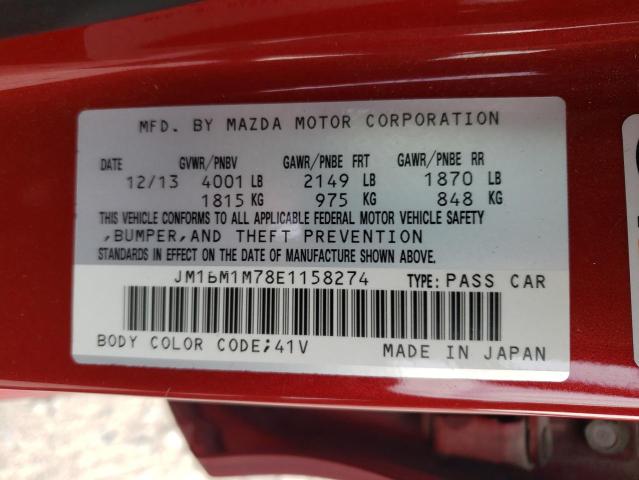 MFD. BY MAZDA MOTOR CORPORATION
DATE GVWR/PNBV GAWR/PNBE FRT GAWR/PNBE RR
12/13 4001 LB 2149 LB 1870 LB
1815 KG 975 KG 848 KG
THIS VEHICLE CONFORMS TO ALL APPLICABLE FEDERAL MOTOR VEHICLE SAFETY
,BUMPER,AND THEFT PREVENTION
STANDARDS IN EFFECT ON THE DATE OF MANUFACTURE SHOWN ABOVE.
JM1BM1M78E1158274 TYPE: PASS CAR
BODY COLOR CODE;41V MADE IN JAPAN